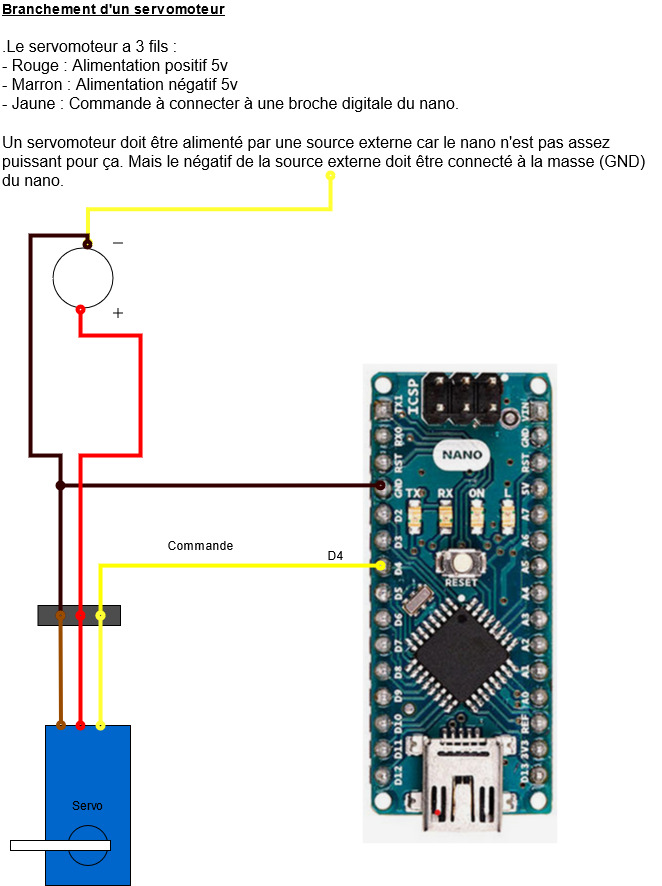 Branchement d'un servomoteur
.Le servomoteur a 3 fils :
- Rouge : Alimentation positif 5v
- Marron : Alimentation négatif 5v
- Jaune : Commande à connecter à une broche digitale du nano.
Un servomoteur doit être alimenté par une source externe car le nano n'est pas assez
puissant pour ça. Mais le négatif de la source externe doit être connecté à la masse (GND)
du nano.
−
+
ICSP
TX1
VIN
RX0
GND
NANO
RST
RST
GND
5V
TX RX ON L
D2
A7
D3
A6
Commande
D4
D4
A5
RESET
D5
A4
D6
A3
D7
A2
D8
A1
D9
A0
D10
REF
D11
3V3
D12
D13
Servo